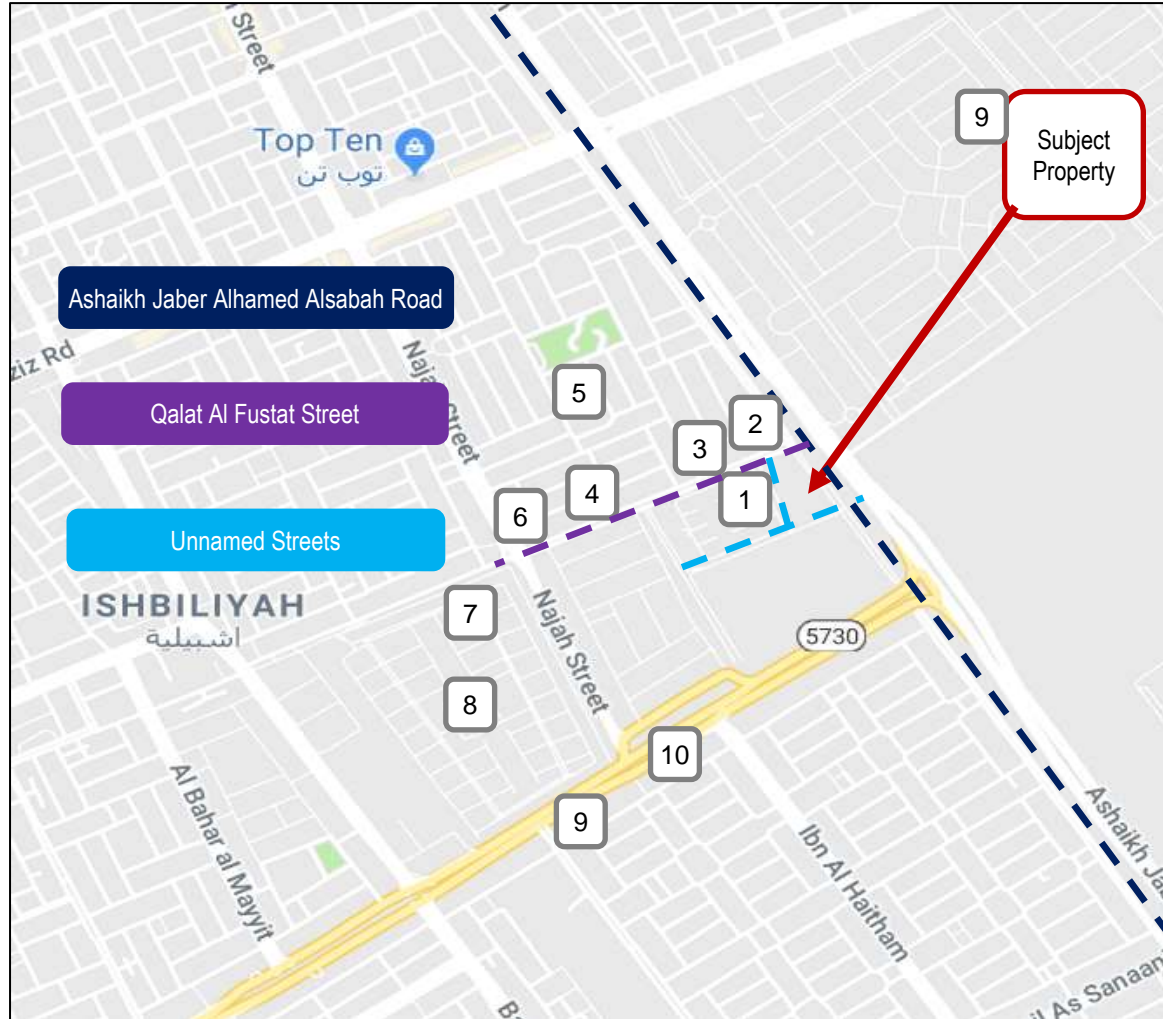 Street
Top Ten
توب تن
9
Subject
Property
Ashaikh Jaber Alhamed Alsabah Road
ziz Rd
Najah Street
5
Qalat Al Fustat Street
2
3
4
1
6
Unnamed Streets
ISHBILIYAH
اشبيلية
7
Najah Street
5730
8
10
9
Al Bahar al Mayyit
Ibn Al Haitham
Ashaikh Ja
il As Sanaani